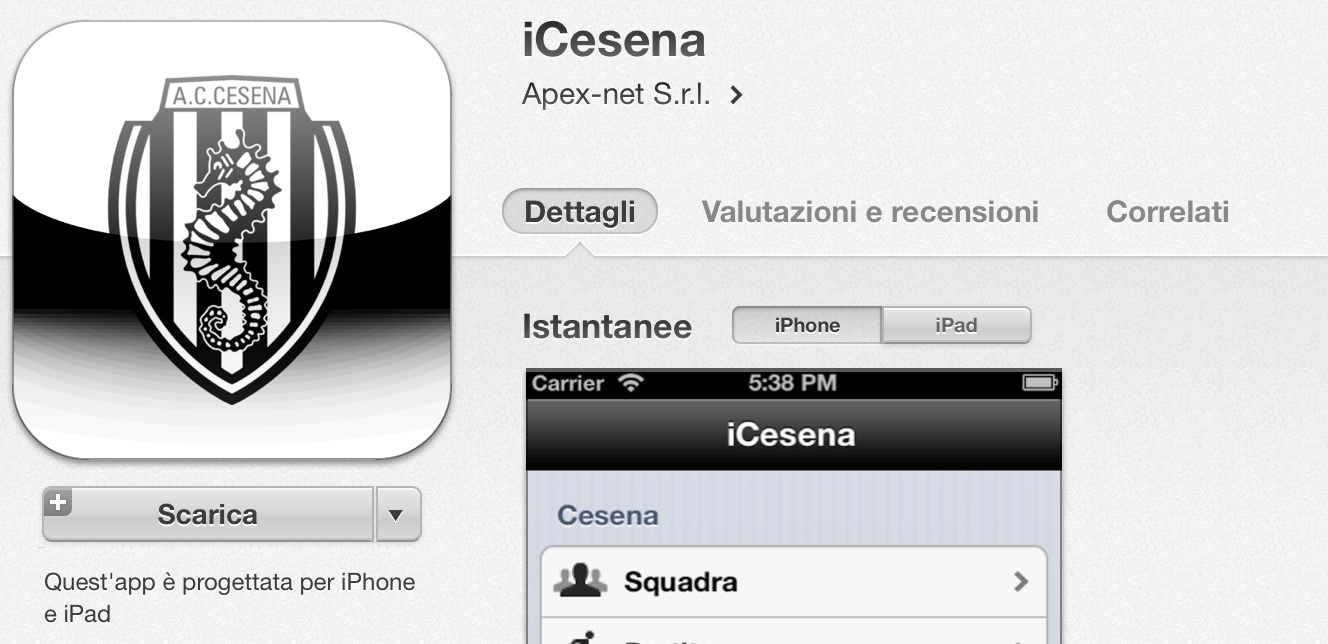 A.C.CESENA
iCesena
Apex-net S.r.l.
Dettagli
Valutazioni e recensioni
Correlati
Istantanee
iPhone
iPad
Carrier
5:38 PM
iCesena
Cesena
Squadra
Scarica
Quest'app è progettata per iPhone
e iPad